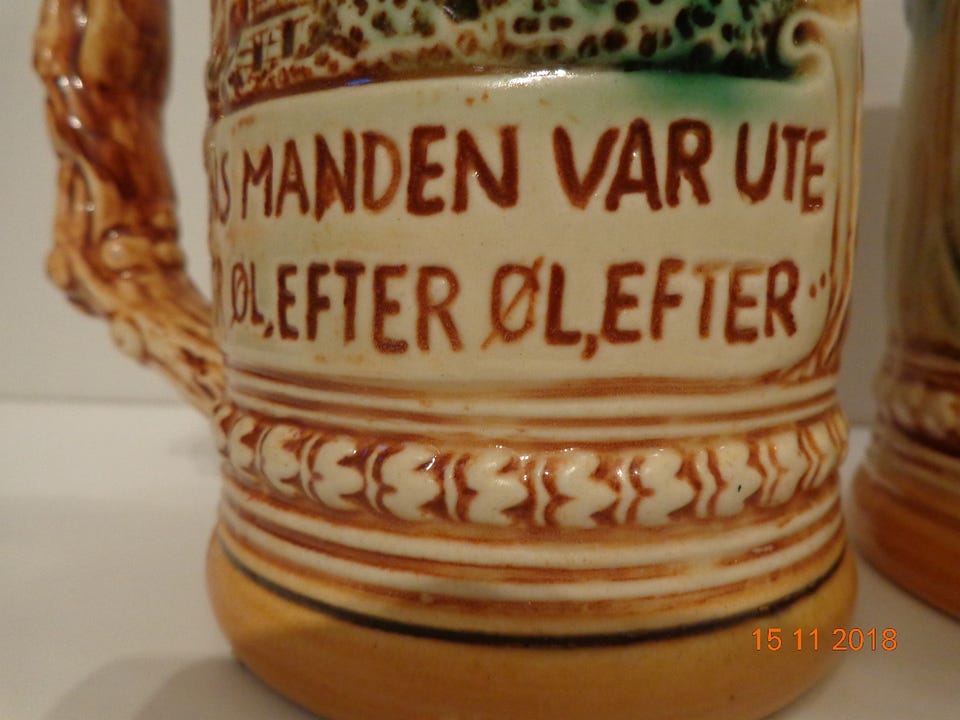 MANDEN VAR UTE
ØL, EFTER ØL, EFTER ..
15 11 2018